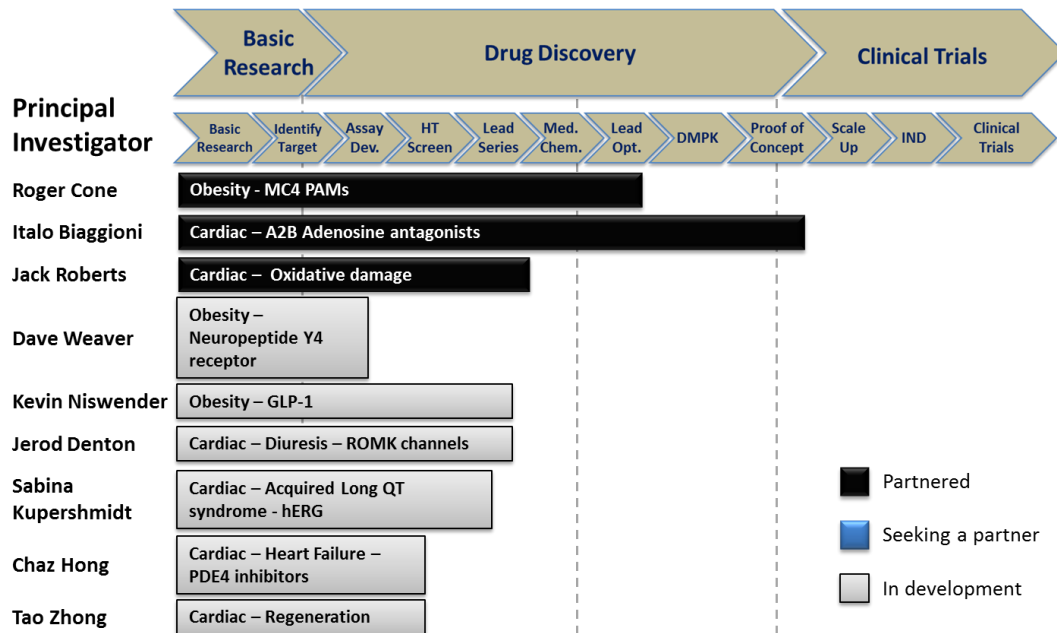 Basic
Research
Drug Discovery
Clinical Trials
Principal
Investigator
Basic
Research
Identify
Target
Assay
Dev.
HT
Screen
Lead
Series
Med.
Chem.
Lead
Opt.
DMPK
Proof of
Concept
Scale
Up
IND
Clinical
Trials
Roger Cone
Obesity - MC4 PAMs
Italo Biaggioni
Cardiac – A2B Adenosine antagonists
Jack Roberts
Cardiac – Oxidative damage
Dave Weaver
Obesity –
Neuropeptide Y4
receptor
Kevin Niswender
Obesity – GLP-1
Jerod Denton
Cardiac – Diuresis – ROMK channels
Sabina
Kupershmidt
Cardiac – Acquired Long QT
syndrome - hERG
Chaz Hong
Cardiac – Heart Failure –
PDE4 inhibitors
Tao Zhong
Cardiac – Regeneration
Partnered
Seeking a partner
In development